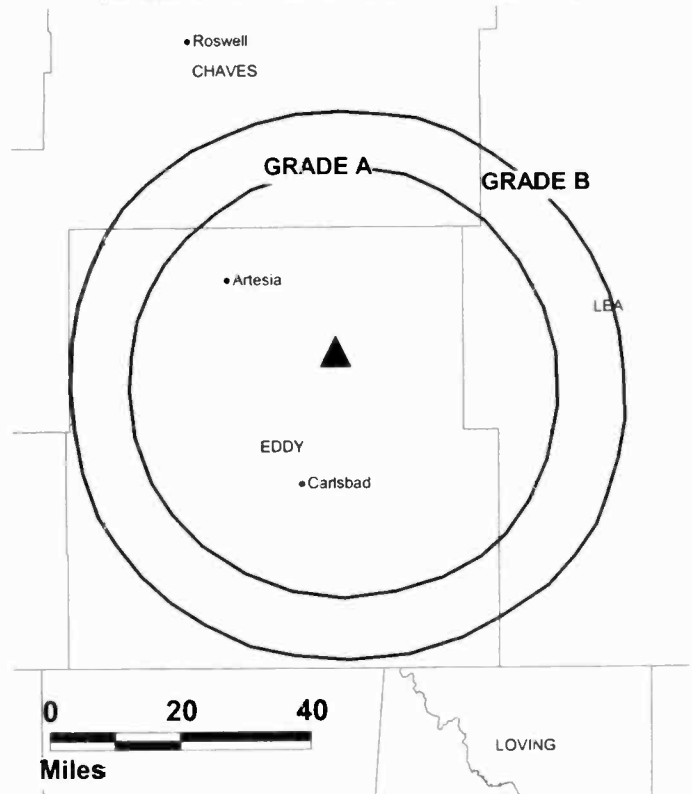 Roswell
CHAVES
GRADE A
GRADE B
Artesia
LEA
EDDY
Carlsbad
0 20 40
Miles
LOVING